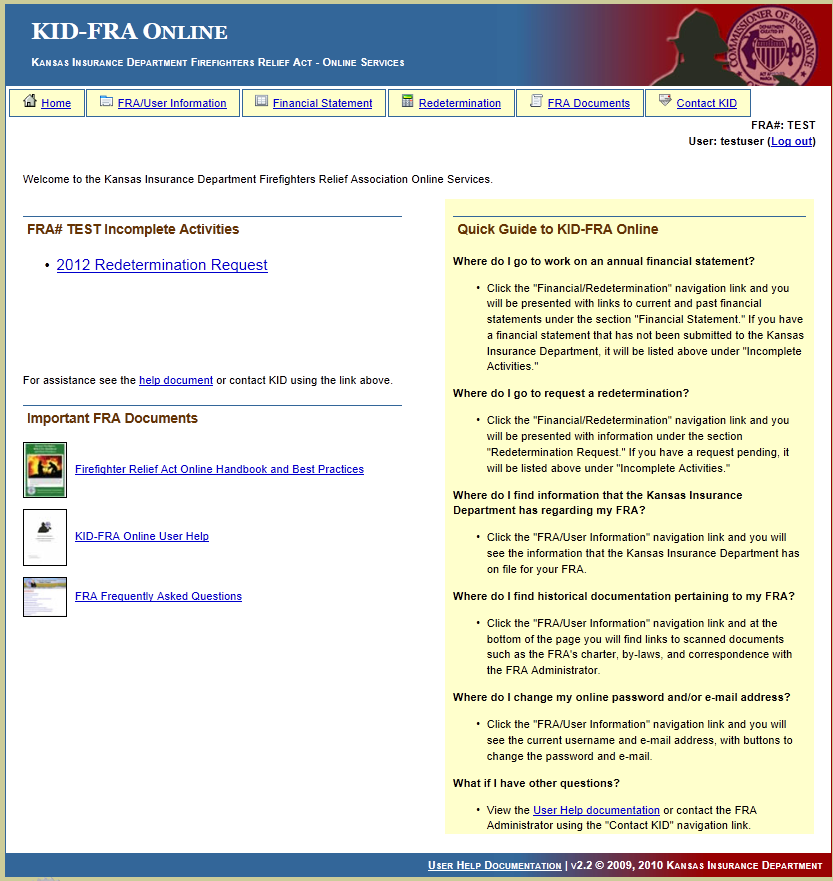 KID-FRA ONLINE
KANSAS INSURANCE DEPARTMENT FIREFIGHTERS RELIEF ACT - ONLINE SERVICES
COMMISSIONER OF INSURANCE
Home
FRA/User Information
Financial Statement
Redetermination
FRA Documents
Contact KID
FRA#: TEST
User: testuser (Log out)
Welcome to the Kansas Insurance Department Firefighters Relief Association Online Services.
FRA# TEST Incomplete Activities
• 2012 Redetermination Request
For assistance see the help document or contact KID using the link above.
Important FRA Documents
Firefighter Relief Act Online Handbook and Best Practices
KID-FRA Online User Help
FRA Frequently Asked Questions
Quick Guide to KID-FRA Online
Where do I go to work on an annual financial statement?
• Click the "Financial/Redetermination" navigation link and you
will be presented with links to current and past financial
statements under the section "Financial Statement." If you have
a financial statement that has not been submitted to the Kansas
Insurance Department, it will be listed above under "Incomplete
Activities."
Where do I go to request a redetermination?
• Click the "Financial/Redetermination" navigation link and you
will be presented with information under the section
"Redetermination Request." If you have a request pending, it
will be listed above under "Incomplete Activities."
Where do I find information that the Kansas Insurance
Department has regarding my FRA?
• Click the "FRA/User Information" navigation link and you will
see the information that the Kansas Insurance Department has
on file for your FRA.
Where do I find historical documentation pertaining to my FRA?
• Click the "FRA/User Information" navigation link and at the
bottom of the page you will find links to scanned documents
such as the FRA's charter, by-laws, and correspondence with
the FRA Administrator.
Where do I change my online password and/or e-mail address?
• Click the "FRA/User Information" navigation link and you will
see the current username and e-mail address, with buttons to
change the password and e-mail.
What if I have other questions?
• View the User Help documentation or contact the FRA
Administrator using the "Contact KID" navigation link.
USER HELP DOCUMENTATION | V2.2 © 2009, 2010 KANSAS INSURANCE DEPARTMENT